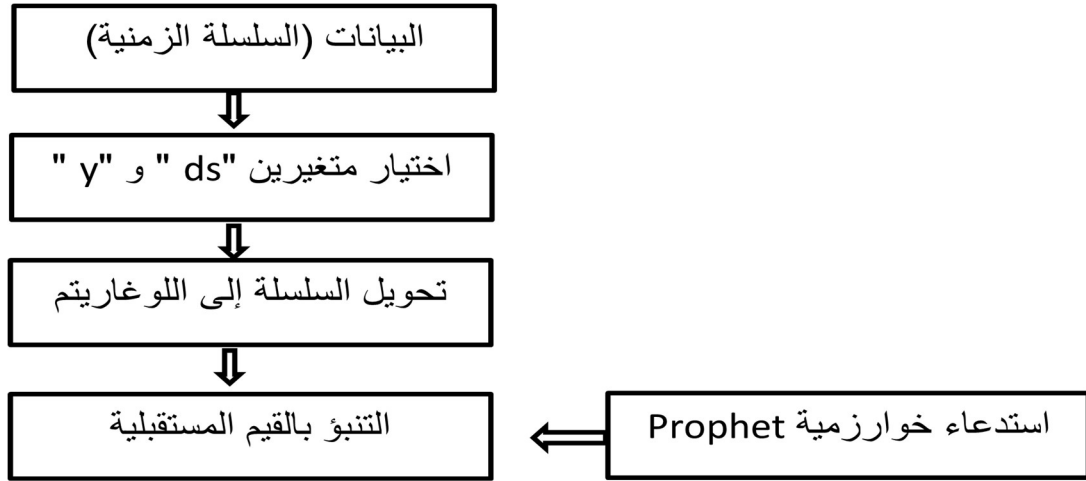 البيانات (السلسلة الزمنية)
اختيار متغيرين "ds " و "y "
تحويل السلسلة إلى اللوغاريتم
التنبؤ بالقيم المستقبلية
استدعاء خوارزمية Prophet